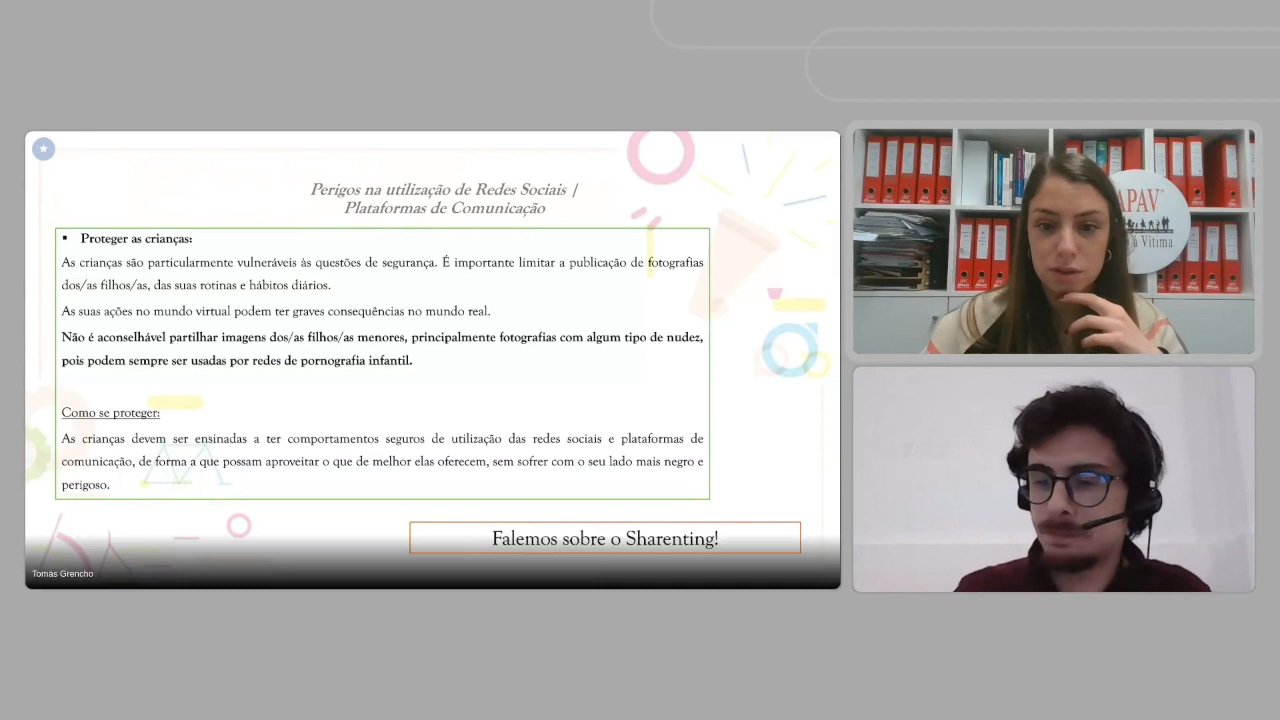 Perigos na utilização de Redes Sociais |
Plataformas de Comunicação
▪ Proteger as crianças:
As crianças são particularmente vulneráveis às questões de segurança. É importante limitar a publicação de fotografias
dos/as filhos/as, das suas rotinas e hábitos diários.
As suas ações no mundo virtual podem ter graves consequências no mundo real.
Não é aconselhável partilhar imagens dos/as filhos/as menores, principalmente fotografias com algum tipo de nudez,
pois podem sempre ser usadas por redes de pornografia infantil.
Como se proteger:
As crianças devem ser ensinadas a ter comportamentos seguros de utilização das redes sociais e plataformas de
comunicação, de forma a que possam aproveitar o que de melhor elas oferecem, sem sofrer com o seu lado mais negro e
perigoso.
Falemos sobre o Sharenting!
Tomás Grencho
APAV
à Vítima